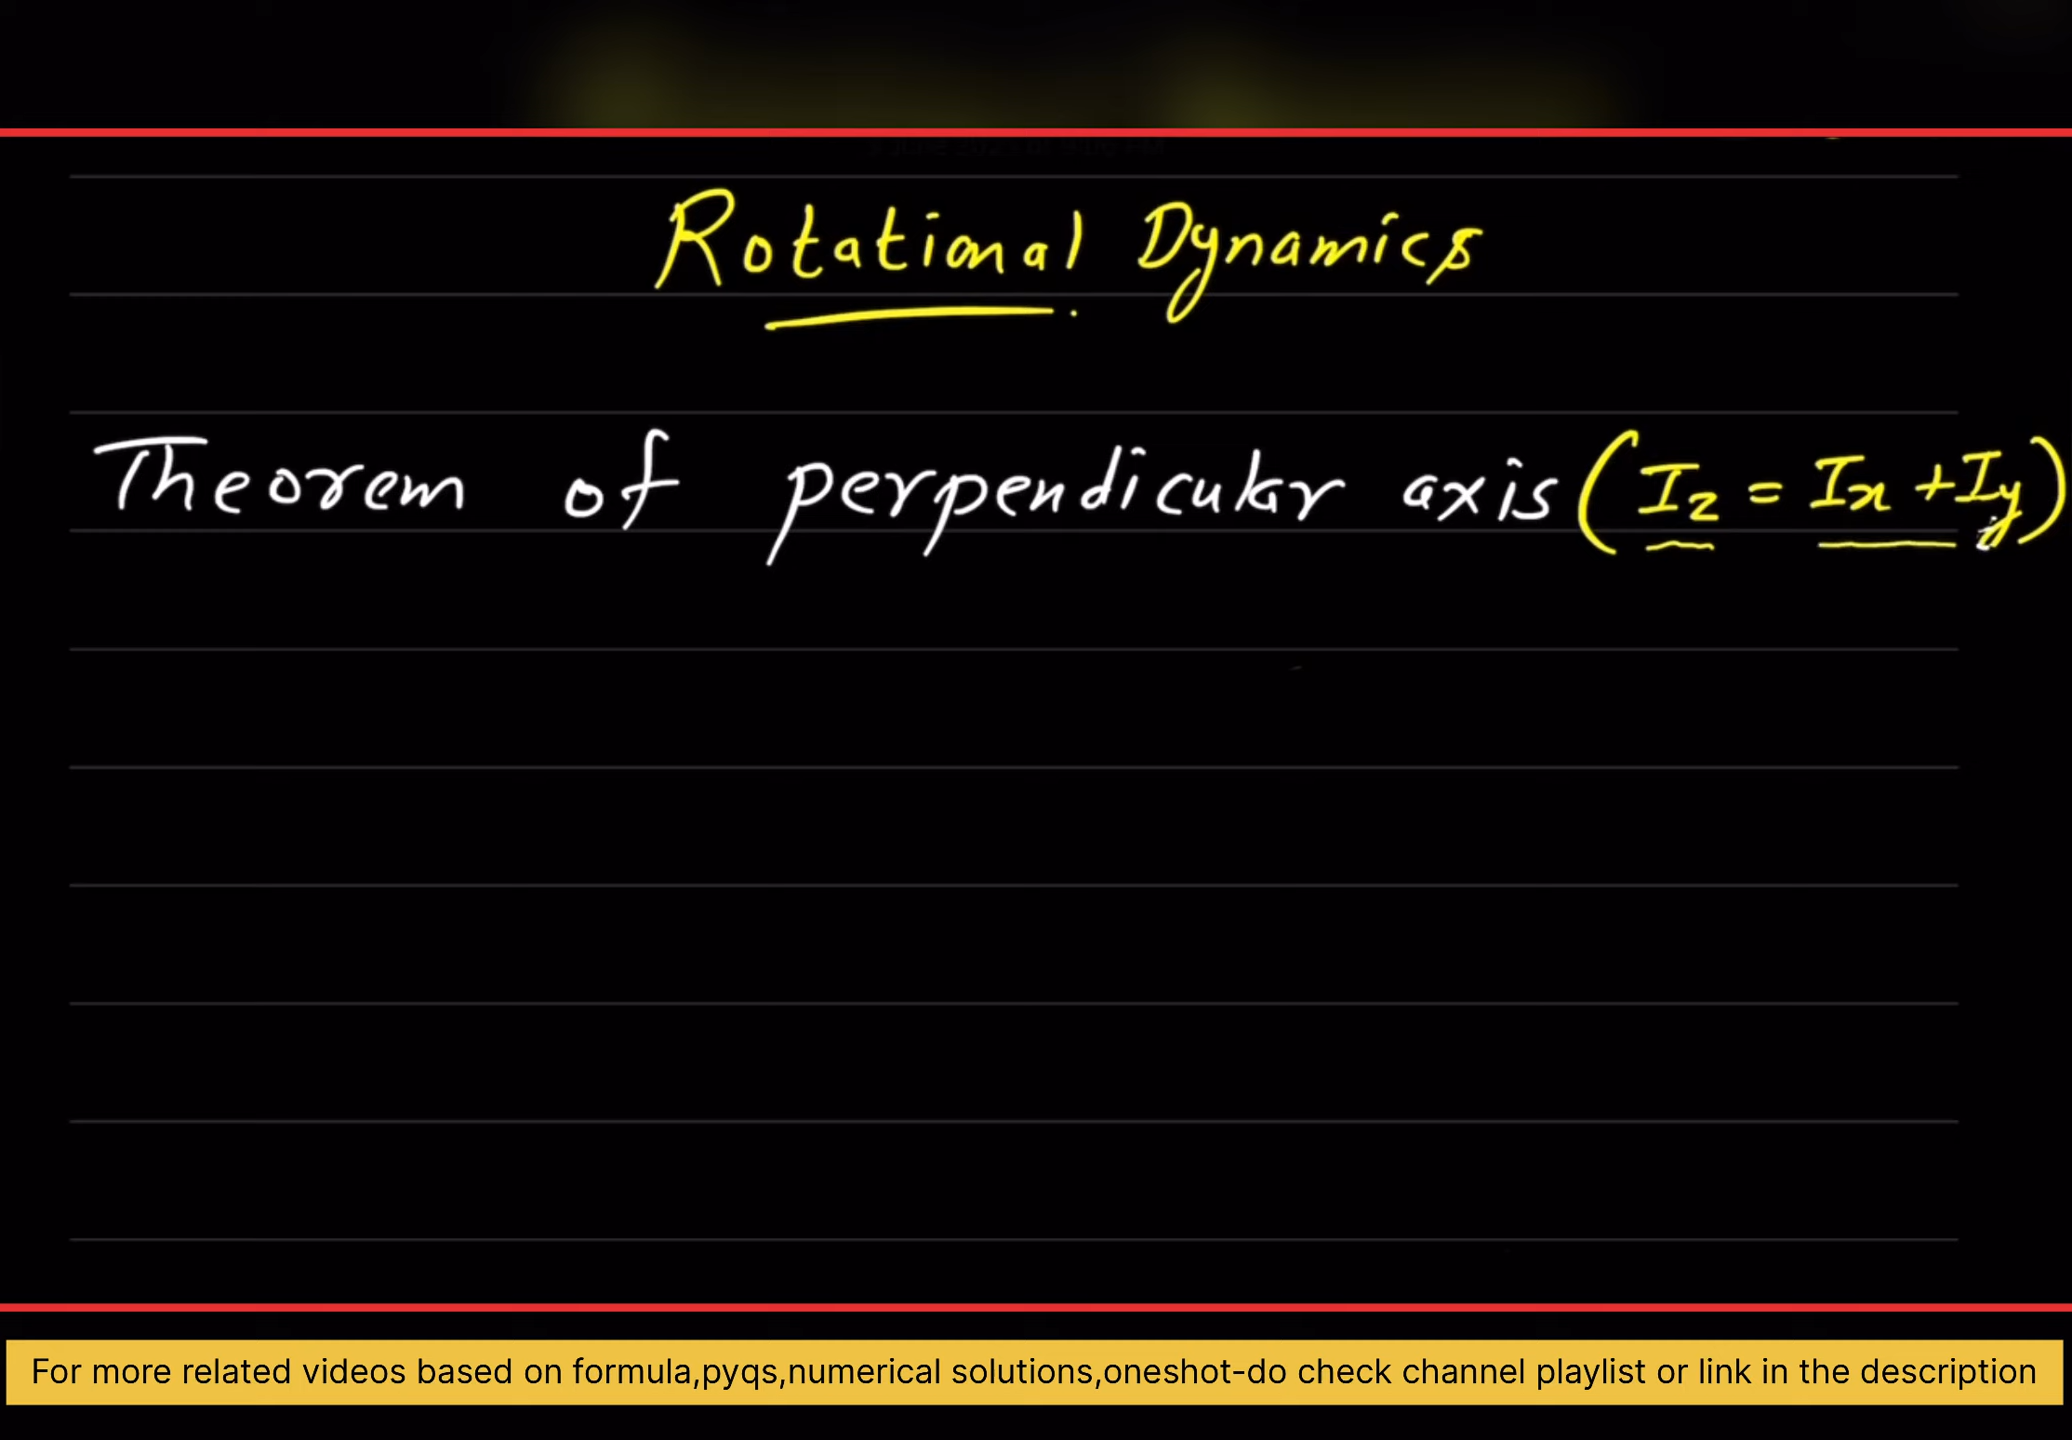 Rotational Dynamics
Theorem of perpendicular axis (Iz = Ix + Iy)
For more related videos based on formula,pyqs,numerical solutions,oneshot-do check channel playlist or link in the description